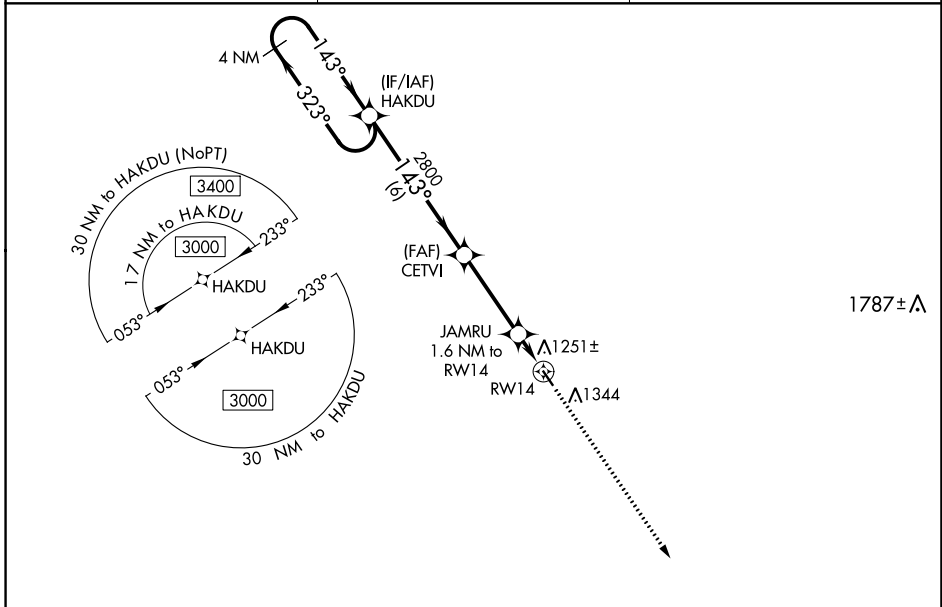 4 NM
143°
323°
(IF/IAF)
HAKDU
2800
143°
(6)
(FAF)
CETVI
JAMRU
1.6 NM to
RW14
1251±
RW14
1344
1787±
30 NM to HAKDU (NoPT)
3400
17 NM to HAKDU
3000
233°
HAKDU
053°
233°
HAKDU
053°
3000
30 NM to HAKDU